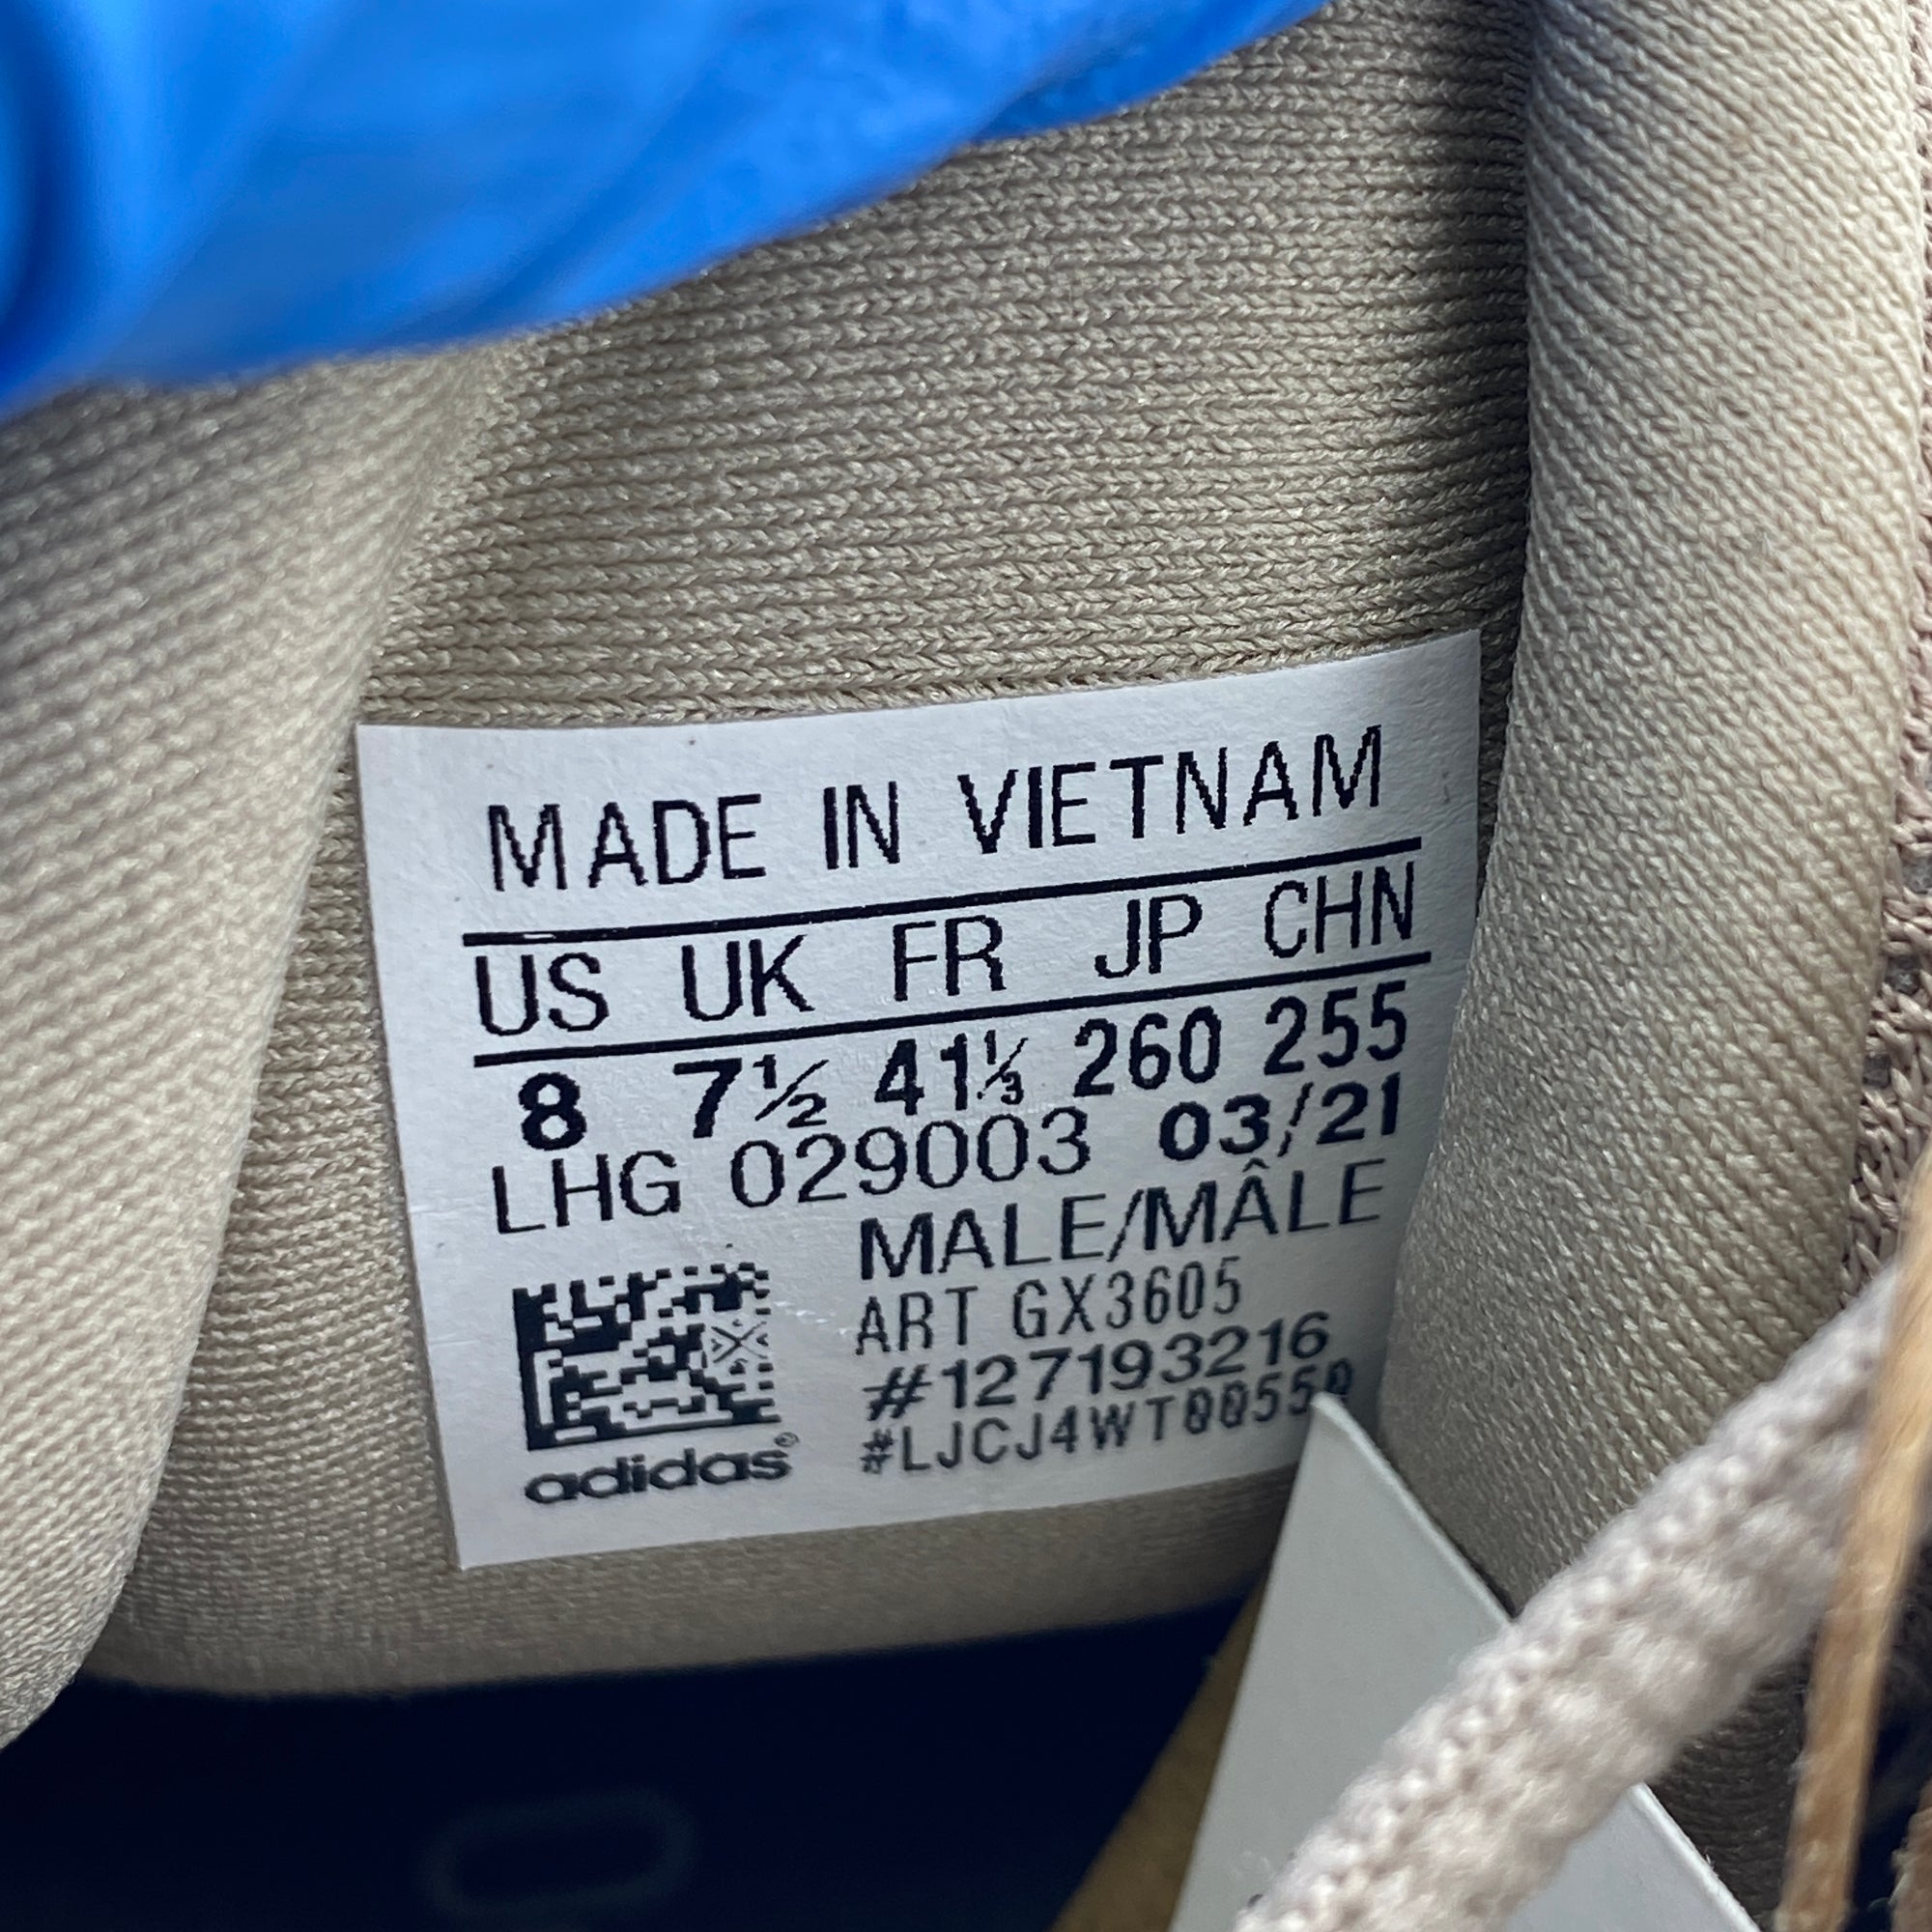 MADE IN VIETNAM
US UK FR JP CHN
8 7½ 41⅓ 260 255
LHG 029003 03/21
MALE/MÂLE
ART GX3605
#127193216
adidas®